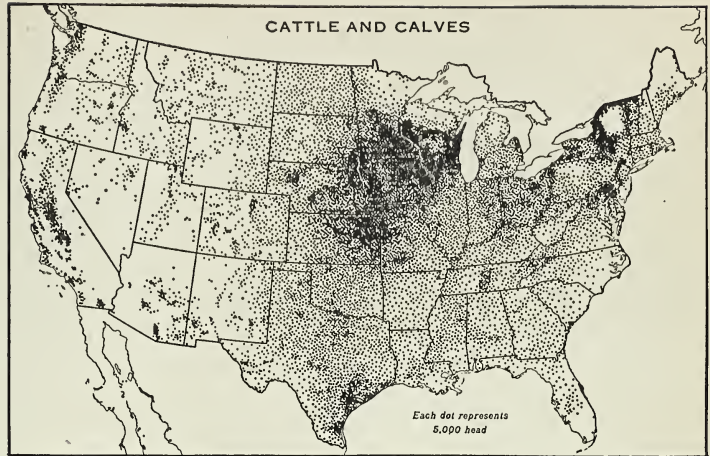 CATTLE AND CALVES
Each dot represents
5,000 head